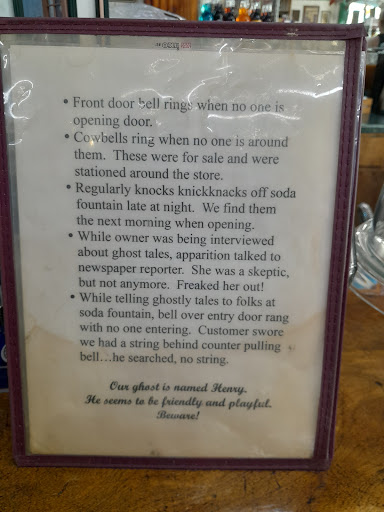 • Front door bell rings when no one is
opening door.
• Cowbells ring when no one is around
them. These were for sale and were
stationed around the store.
• Regularly knocks knickknacks off soda
fountain late at night. We find them
the next morning when opening.
• While owner was being interviewed
about ghost tales, apparition talked to
newspaper reporter. She was a skeptic,
but not anymore. Freaked her out!
• While telling ghostly tales to folks at
soda fountain, bell over entry door rang
with no one entering. Customer swore
we had a string behind counter pulling
bell…he searched, no string.
Our ghost is named Henry.
He seems to be friendly and playful.
Beware!